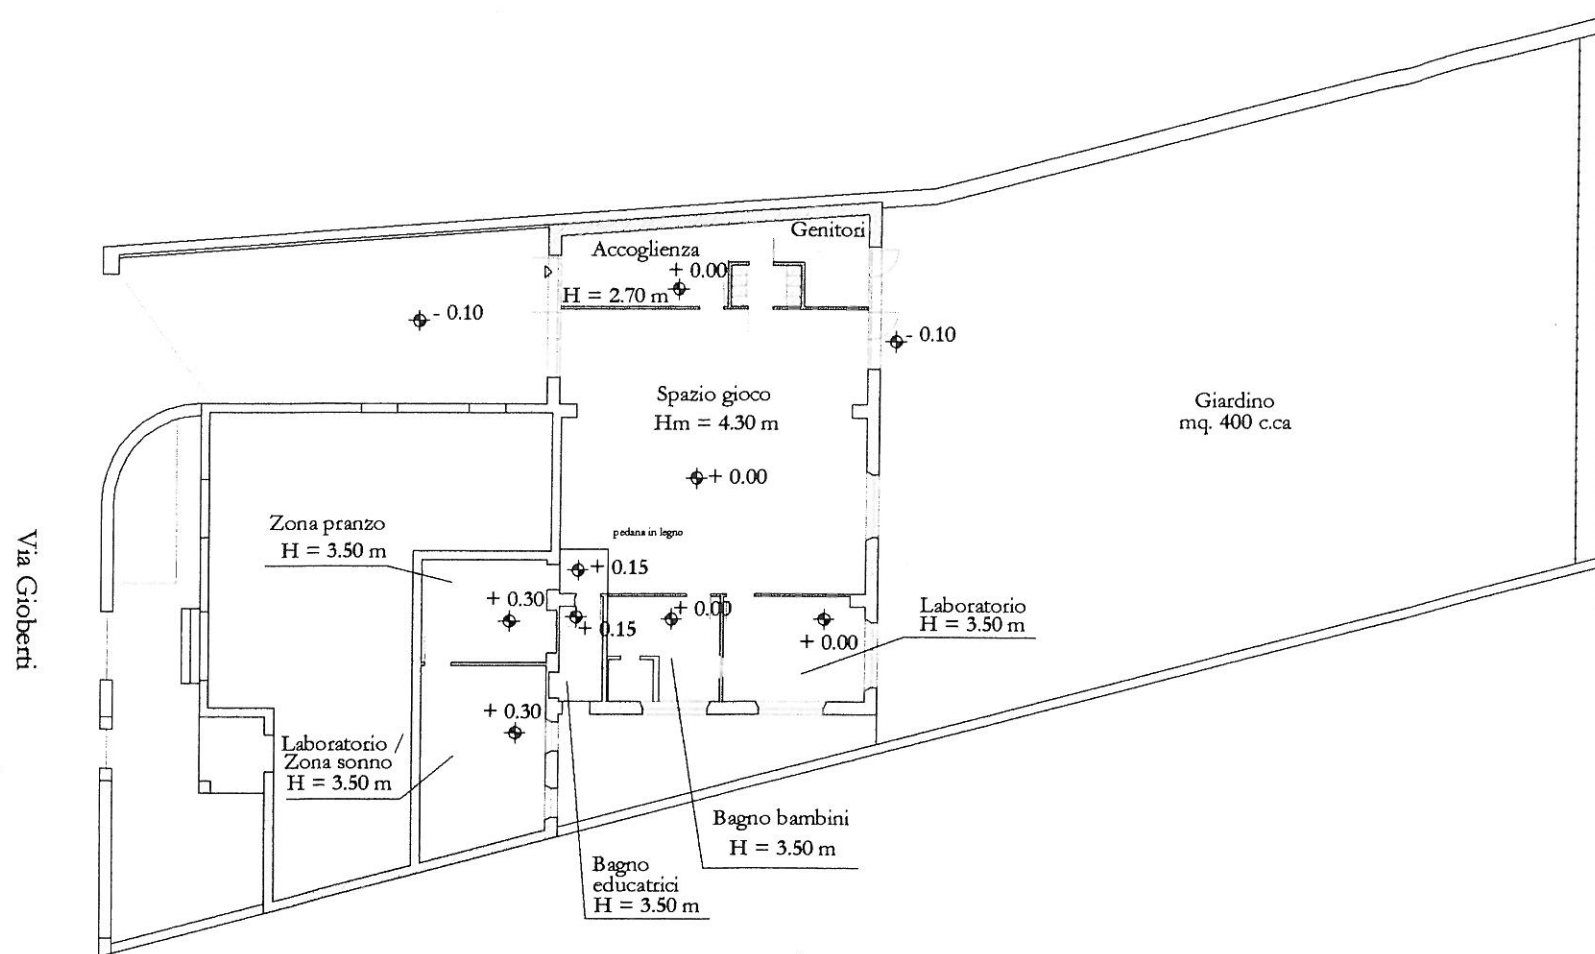 Genitori
Accoglienza
+ 0.00
H = 2.70 m
- 0.10
- 0.10
Spazio gioco
Hm = 4.30 m
Giardino
mq. 400 c.ca
+ 0.00
Zona pranzo
H = 3.50 m
pedana in legno
+ 0.15
+ 0.30
+ 0.00
+ 0.15
+ 0.00
Laboratorio
H = 3.50 m
Via Gioberti
+ 0.30
Laboratorio /
Zona sonno
H = 3.50 m
Bagno bambini
H = 3.50 m
Bagno
educatrici
H = 3.50 m